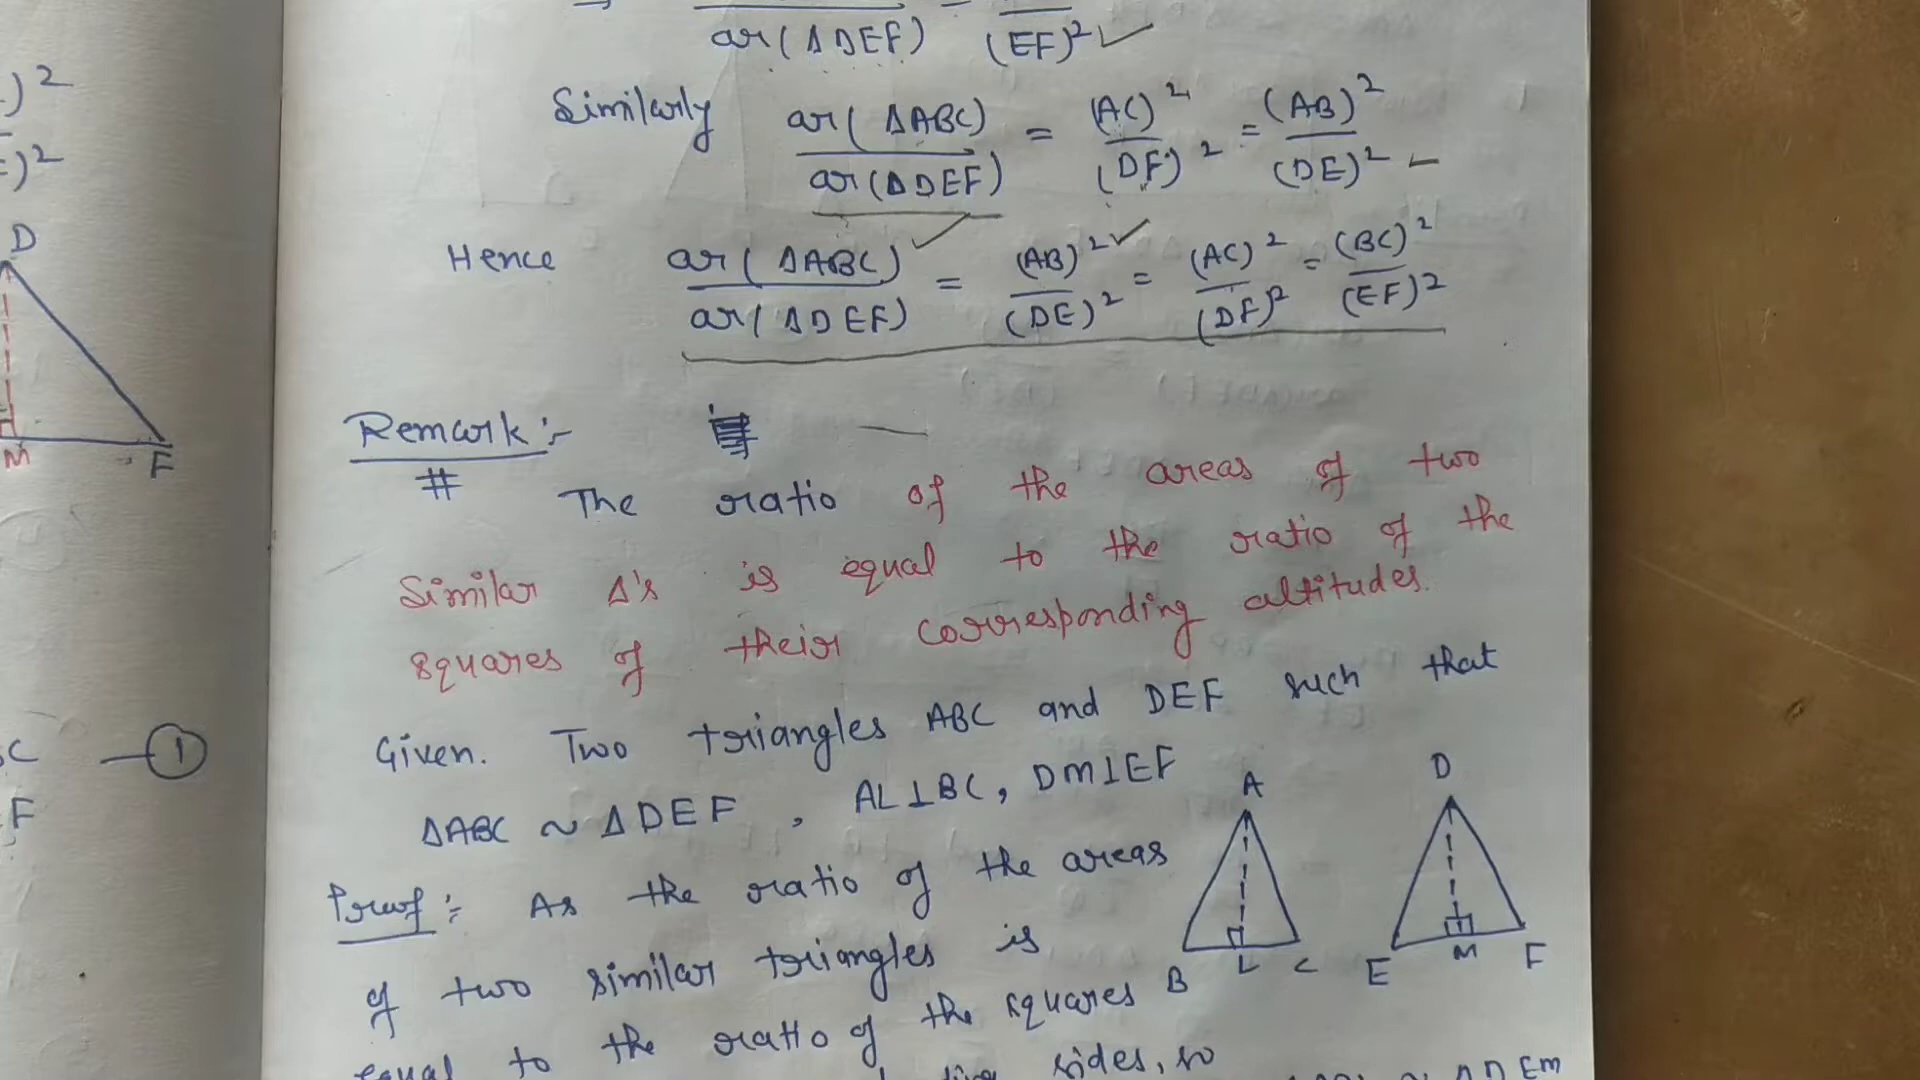 )²
)²
D
M F
C —①
F
ar(ΔDEF) (EF)²✓
Similarly ar(ΔABC)/ar(ΔDEF) = (AC)²/(DF)² = (AB)²/(DE)²
Hence ar(ΔABC)/ar(ΔDEF) = (AB)²/(DE)² = (AC)²/(DF)² = (BC)²/(EF)²
Remark :-
# The ratio of the areas of two
Similar Δ's is equal to the ratio of the
squares of their corresponding altitudes.
Given. Two triangles ABC and DEF such that
ΔABC ~ ΔDEF , AL⊥BC, DM⊥EF
Proof :- As the ratio of the areas
of two similar triangles is
equal to the ratio of the squares
sides, so
ΔDEM
A
B L C
D
E M F